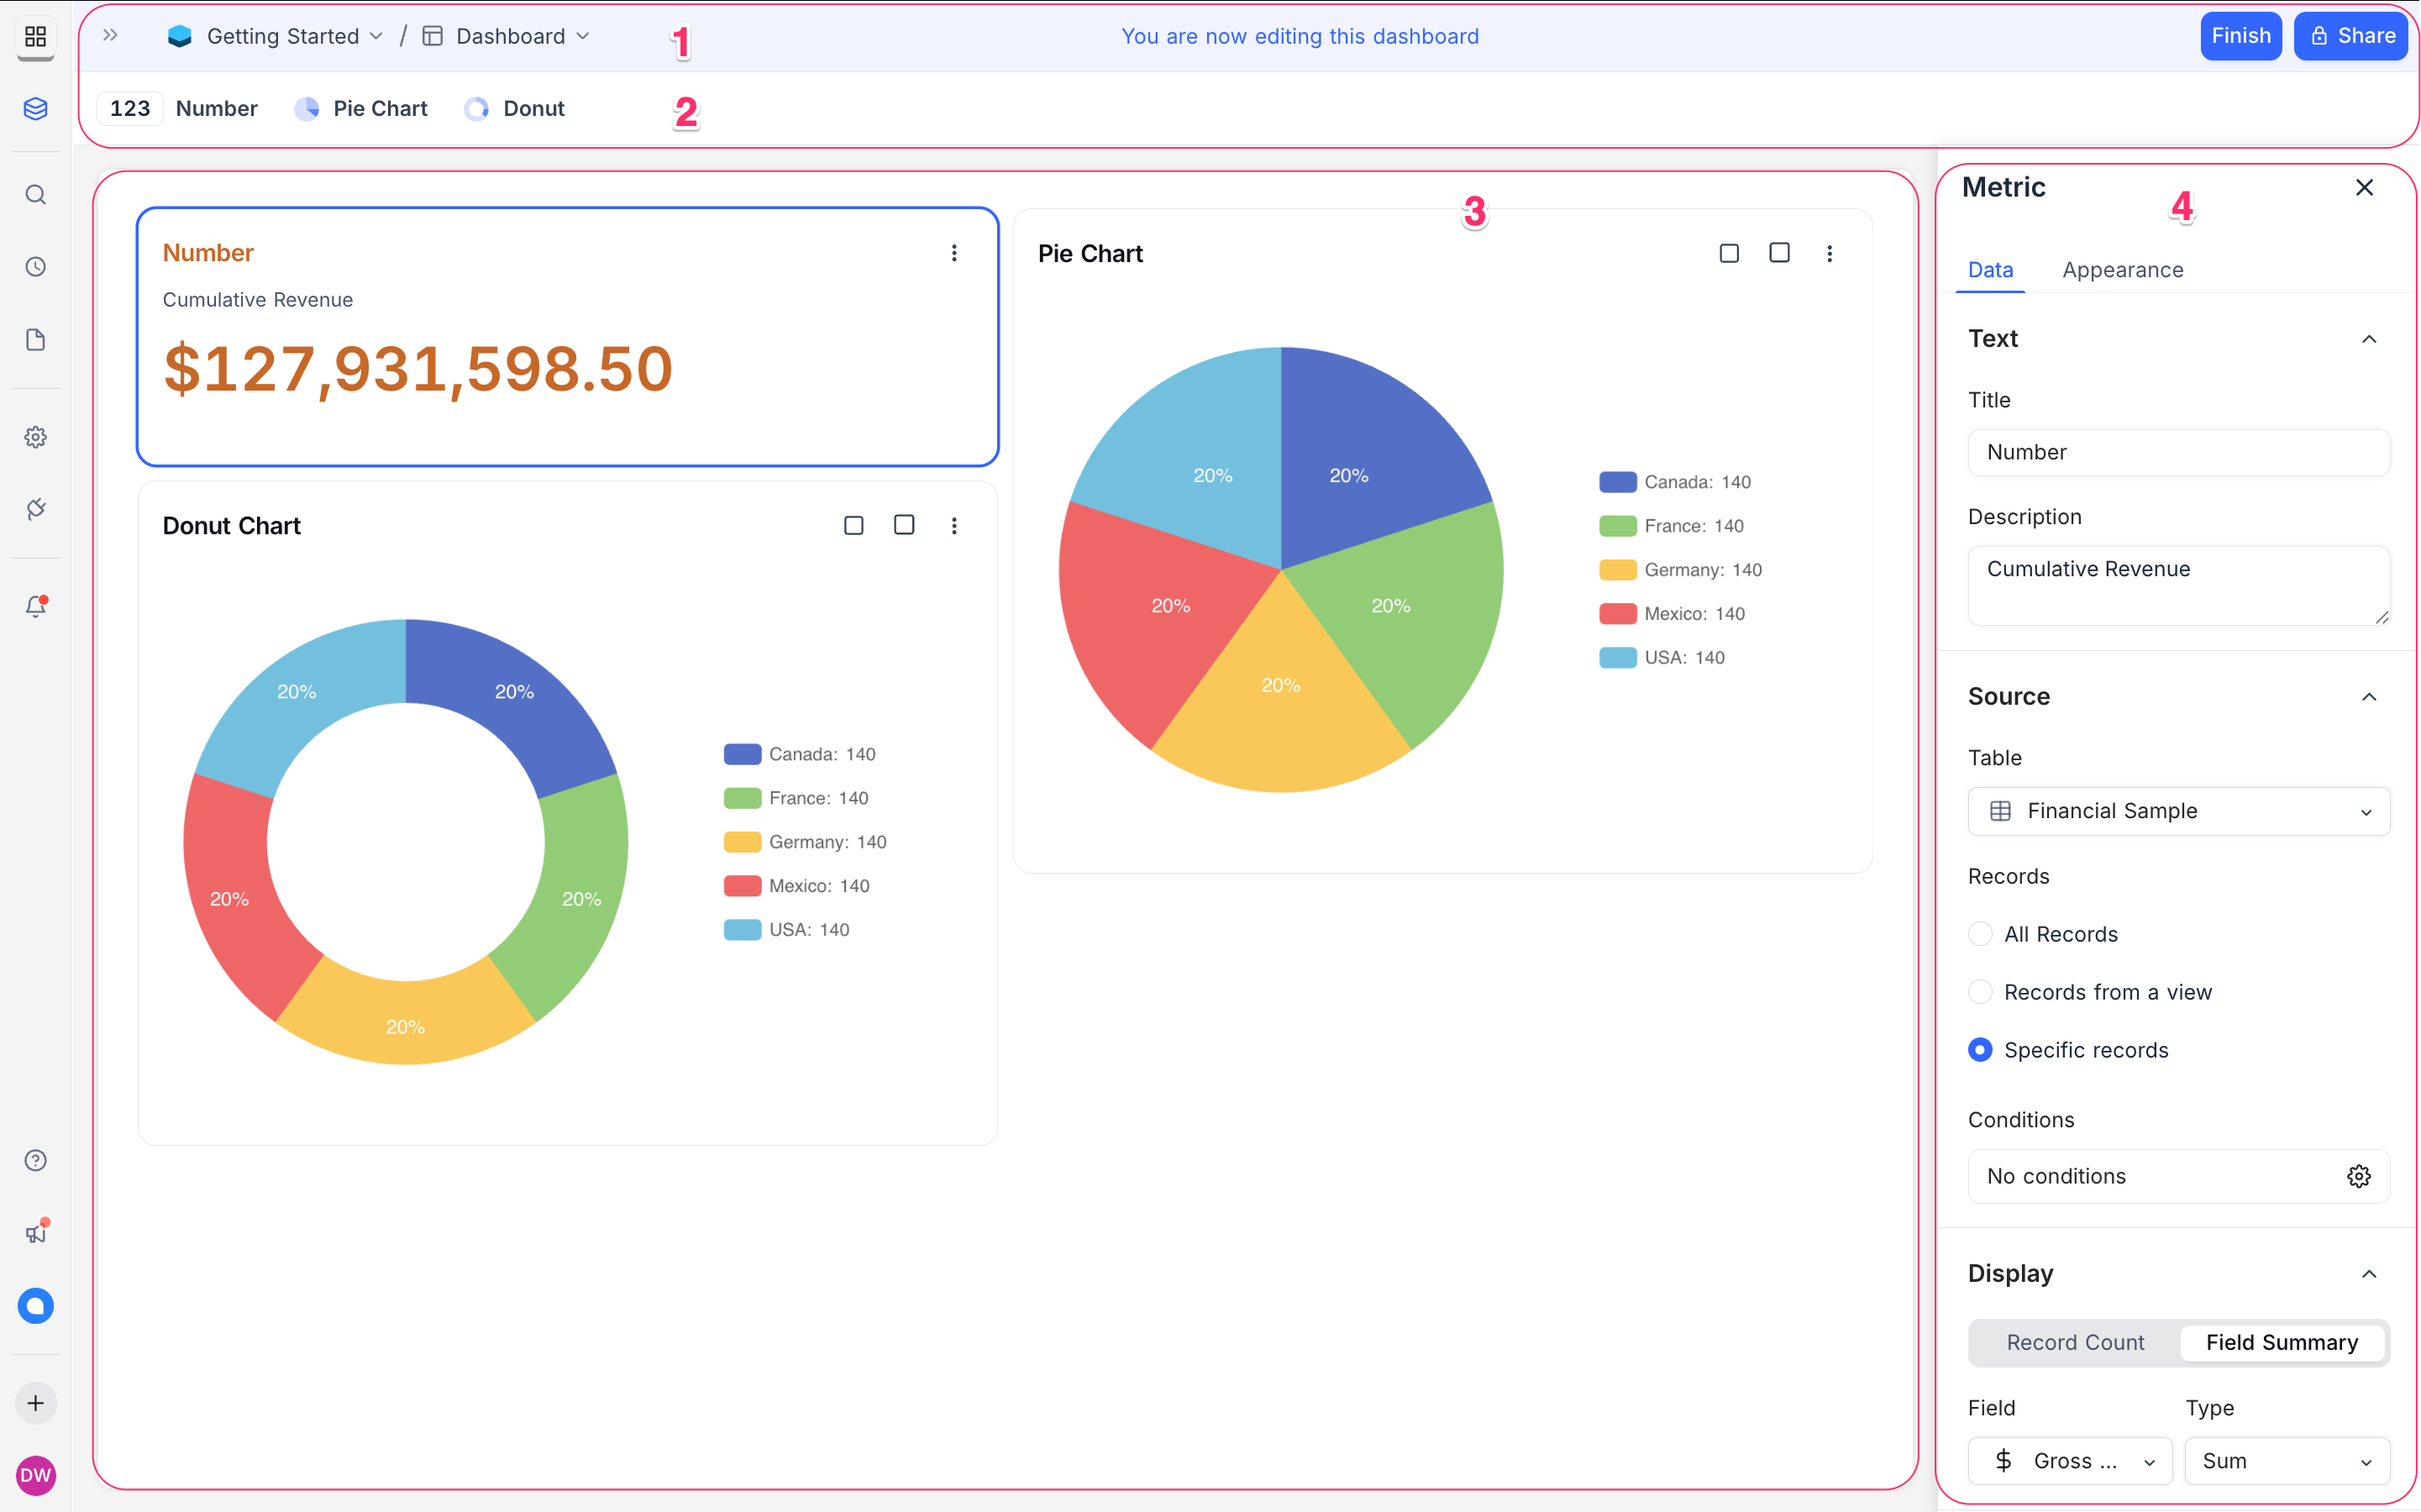 Getting Started / Dashboard
1
You are now editing this dashboard
Finish
Share
123 Number
Pie Chart
Donut
2
Number
Cumulative Revenue
$127,931,598.50
Pie Chart
3
20%
20%
20%
20%
20%
Canada: 140
France: 140
Germany: 140
Mexico: 140
USA: 140
Donut Chart
20%
20%
20%
20%
20%
Canada: 140
France: 140
Germany: 140
Mexico: 140
USA: 140
Metric
4
Data
Appearance
Text
Title
Number
Description
Cumulative Revenue
Source
Table
Financial Sample
Records
All Records
Records from a view
Specific records
Conditions
No conditions
Display
Record Count
Field Summary
Field
Type
$ Gross ...
Sum
DW